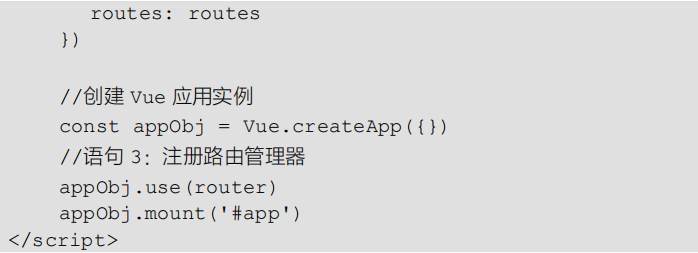 routes: routes
})
//创建 Vue 应用实例
const appObj = Vue.createApp({})
//语句 3: 注册路由管理器
appObj.use(router)
appObj.mount('#app')
</script>